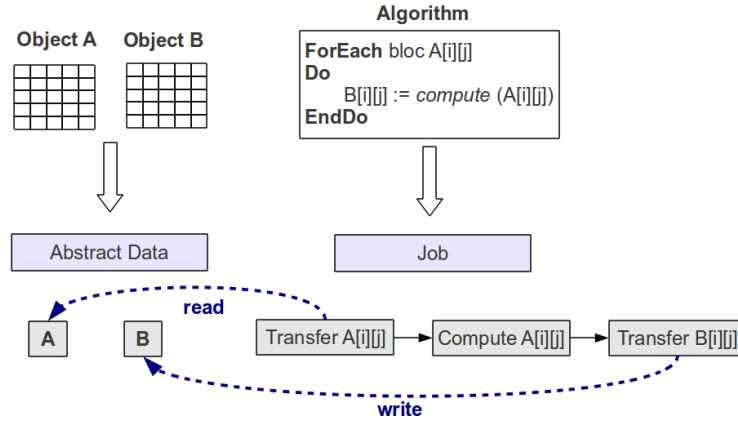 Algorithm
Object A
Object B
ForEach bloc A[i][j]
Do
B[i][j] := compute (A[i][j])
EndDo
Abstract Data
Job
read
A
B
Transfer A[i][j]
Compute A[i][j]
Transfer B[i][j]
write